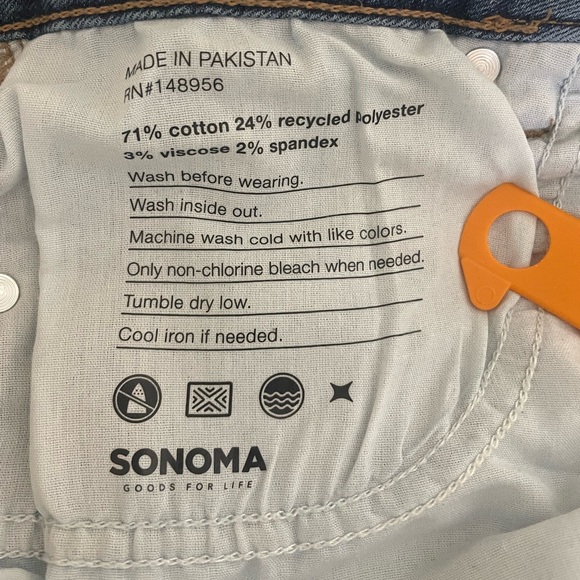 MADE IN PAKISTAN
RN#148956
71% cotton 24% recycled polyester
3% viscose 2% spandex
Wash before wearing.
Wash inside out.
Machine wash cold with like colors.
Only non-chlorine bleach when needed.
Tumble dry low.
Cool iron if needed.
SONOMA
GOODS FOR LIFE